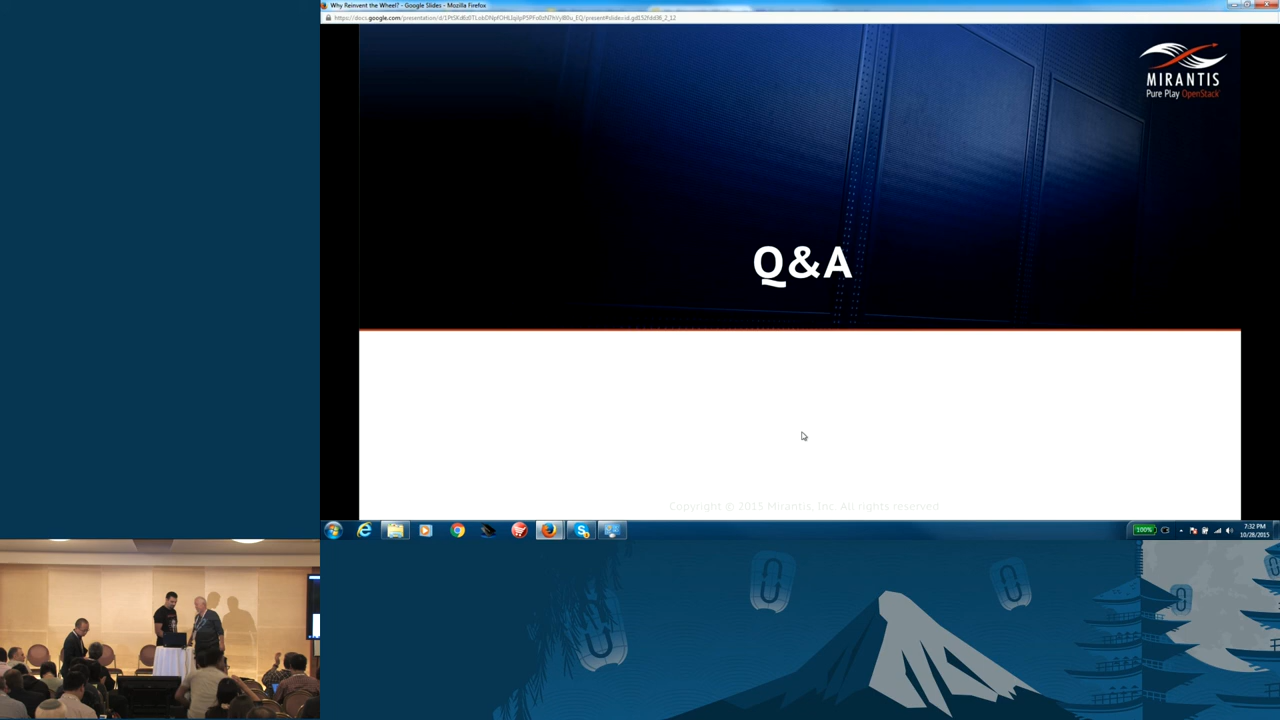 Why Reinvent the Wheel? - Google Slides - Mozilla Firefox
MIRANTIS
Pure Play OpenStack
Q&A
Copyright © 2015 Mirantis, Inc. All rights reserved
100%
7:32 PM
10/28/2015